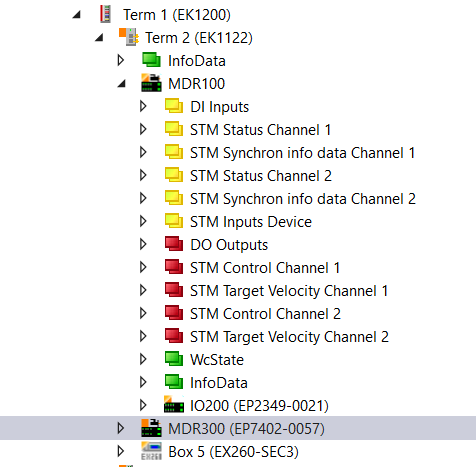 Term 1 (EK1200)
Term 2 (EK1122)
InfoData
MDR100
DI Inputs
STM Status Channel 1
STM Synchron info data Channel 1
STM Status Channel 2
STM Synchron info data Channel 2
STM Inputs Device
DO Outputs
STM Control Channel 1
STM Target Velocity Channel 1
STM Control Channel 2
STM Target Velocity Channel 2
WcState
InfoData
IO200 (EP2349-0021)
MDR300 (EP7402-0057)
Box 5 (EX260-SEC3)